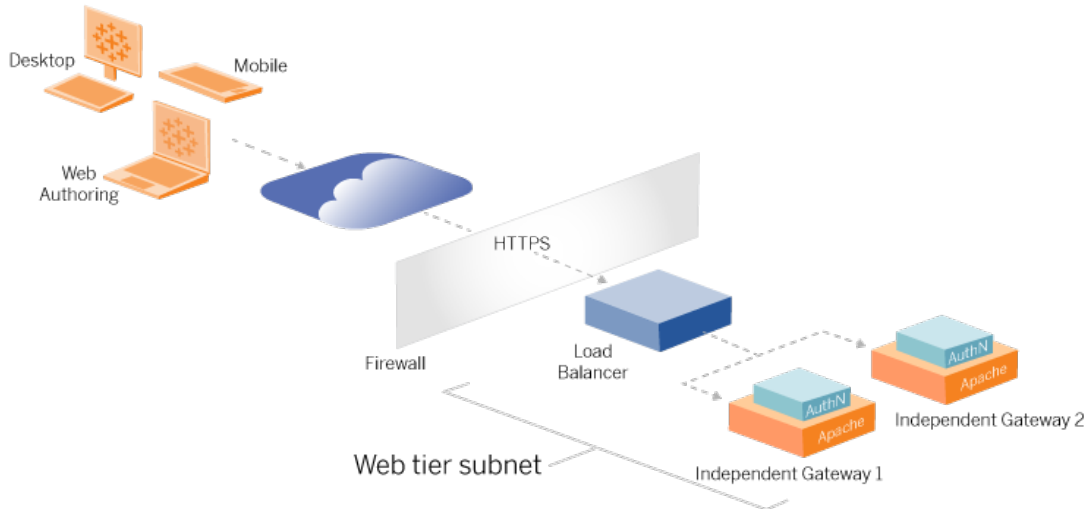 Desktop
Mobile
Web
Authoring
HTTPS
Firewall
Load
Balancer
AuthN
Apache
Independent Gateway 2
AuthN
Apache
Independent Gateway 1
Web tier subnet